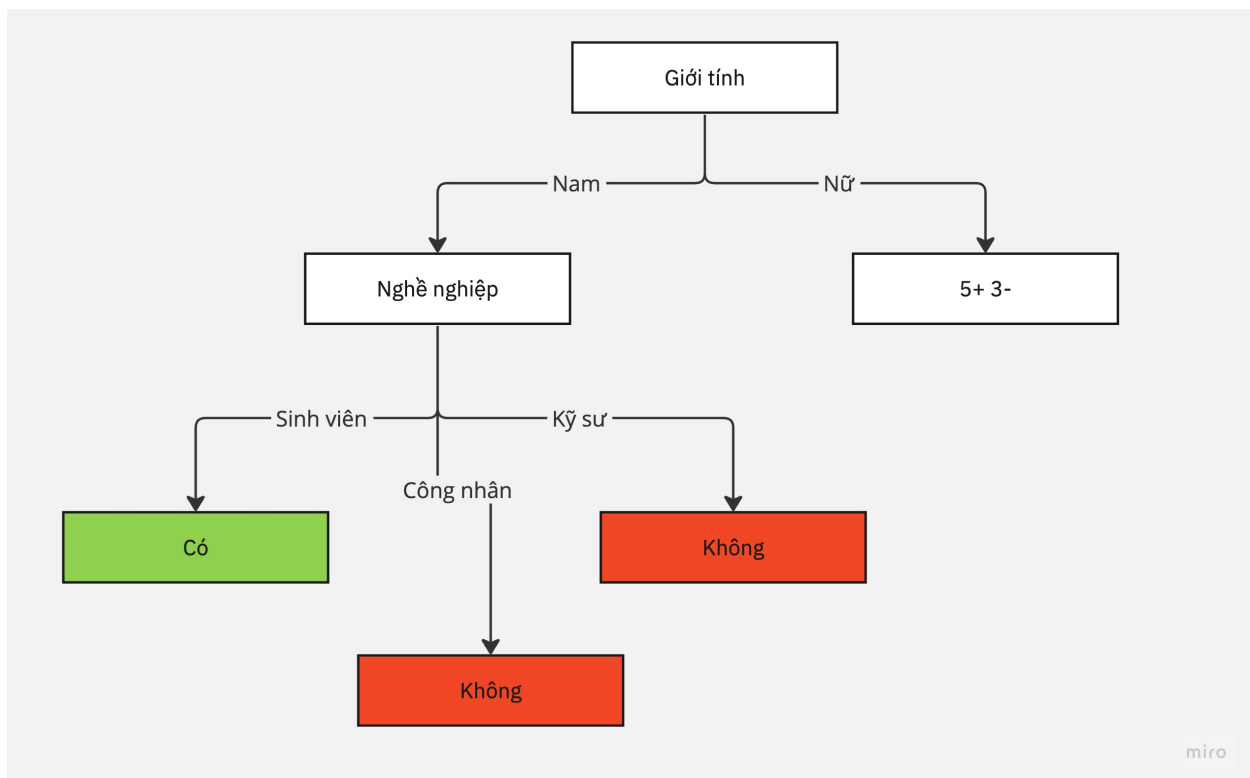 Giới tính
Nam
Nữ
Nghề nghiệp
5+ 3-
Sinh viên
Kỹ sư
Công nhân
Có
Không
Không
miro